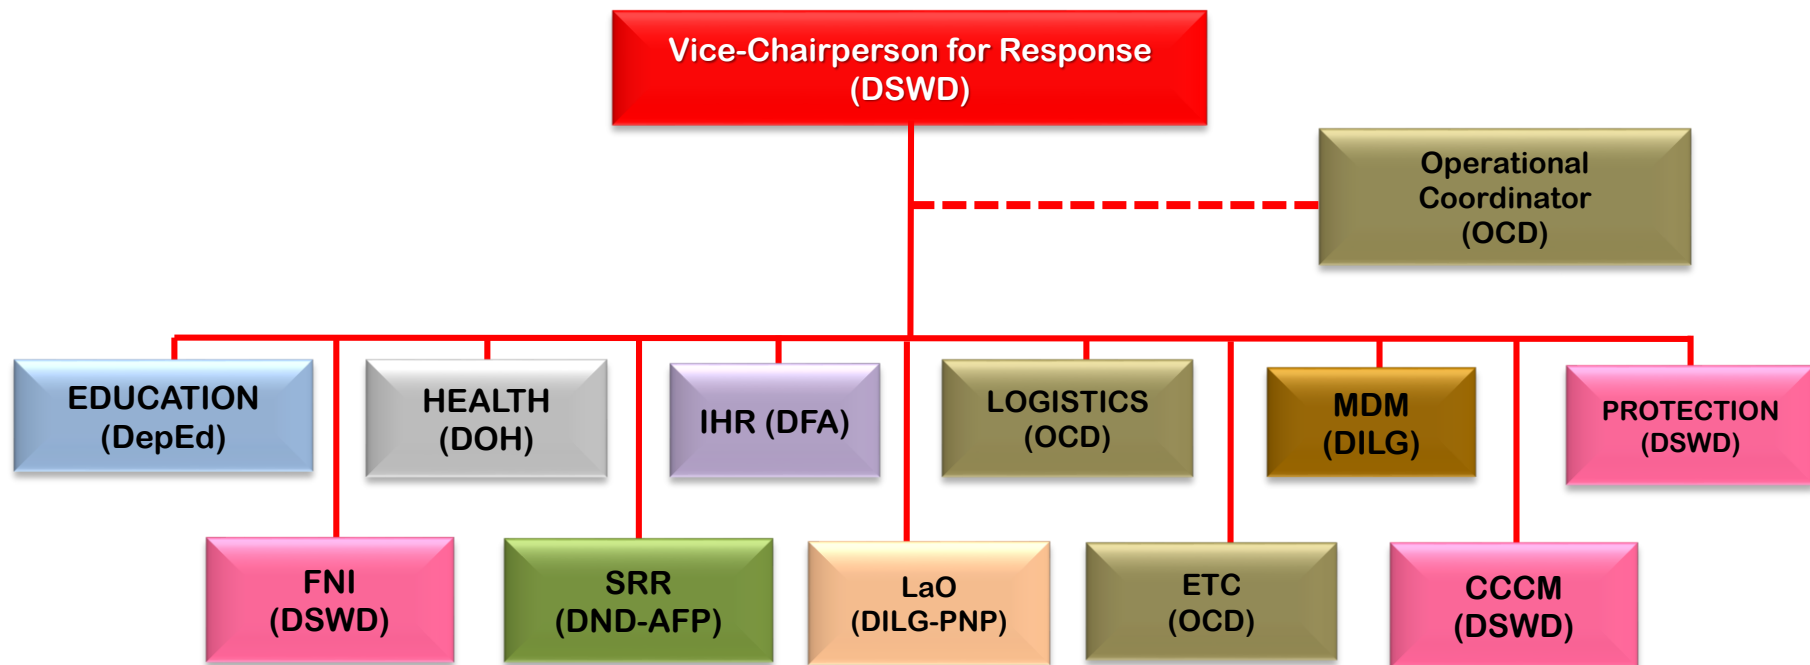 Vice-Chairperson for Response
(DSWD)
Operational
Coordinator
(OCD)
EDUCATION
(DepEd)
HEALTH
(DOH)
IHR (DFA)
LOGISTICS
(OCD)
MDM
(DILG)
PROTECTION
(DSWD)
FNI
(DSWD)
SRR
(DND-AFP)
LaO
(DILG-PNP)
ETC
(OCD)
CCCM
(DSWD)